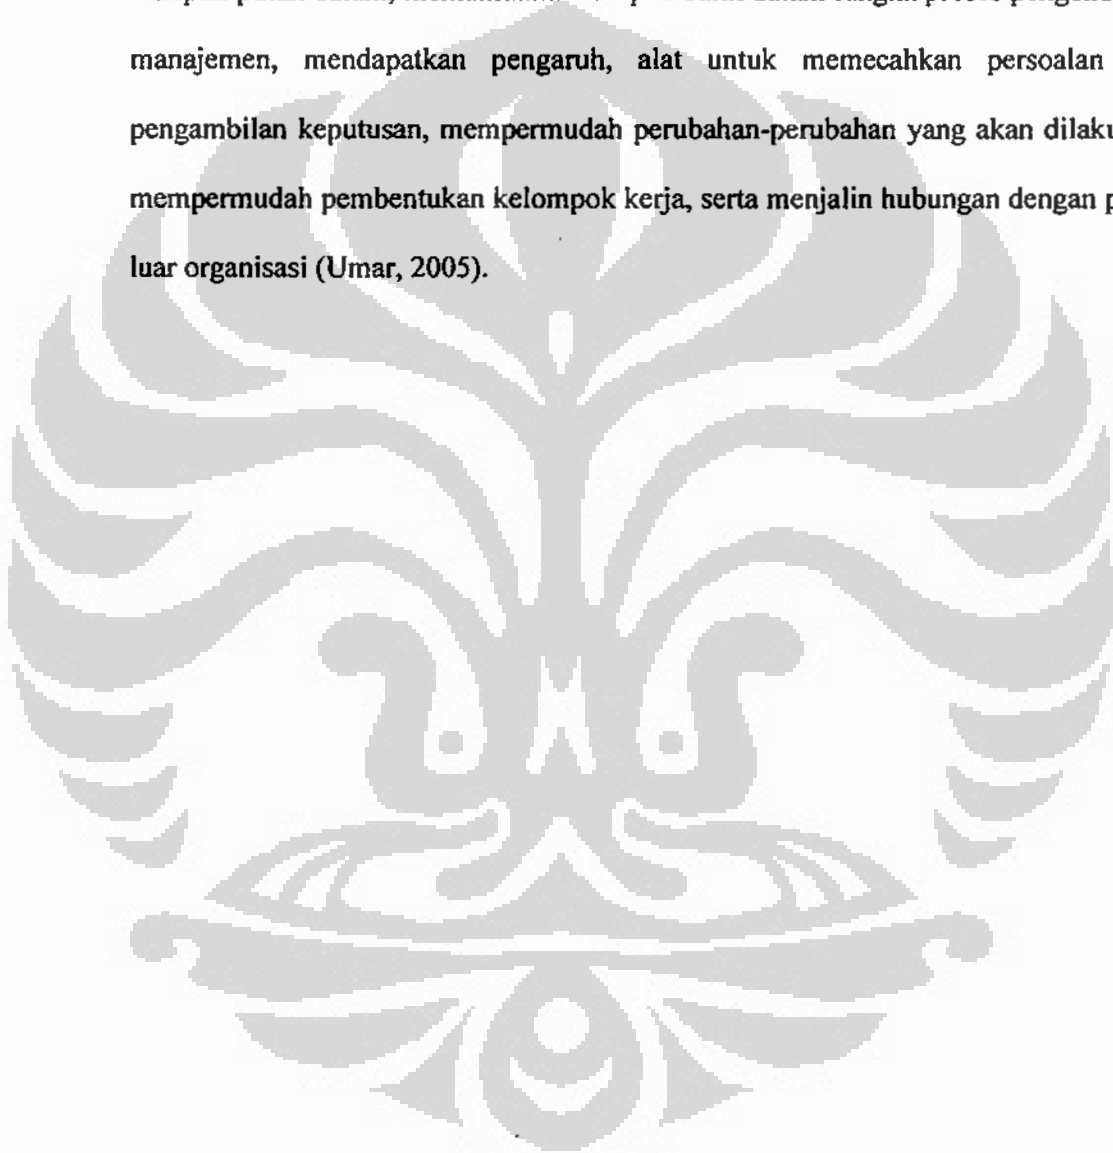 manajemen, mendapatkan pengaruh, alat untuk memecahkan persoalan
pengambilan keputusan, mempermudah perubahan-perubahan yang akan dilaku
mempermudah pembentukan kelompok kerja, serta menjalin hubungan dengan p
luar organisasi (Umar, 2005).